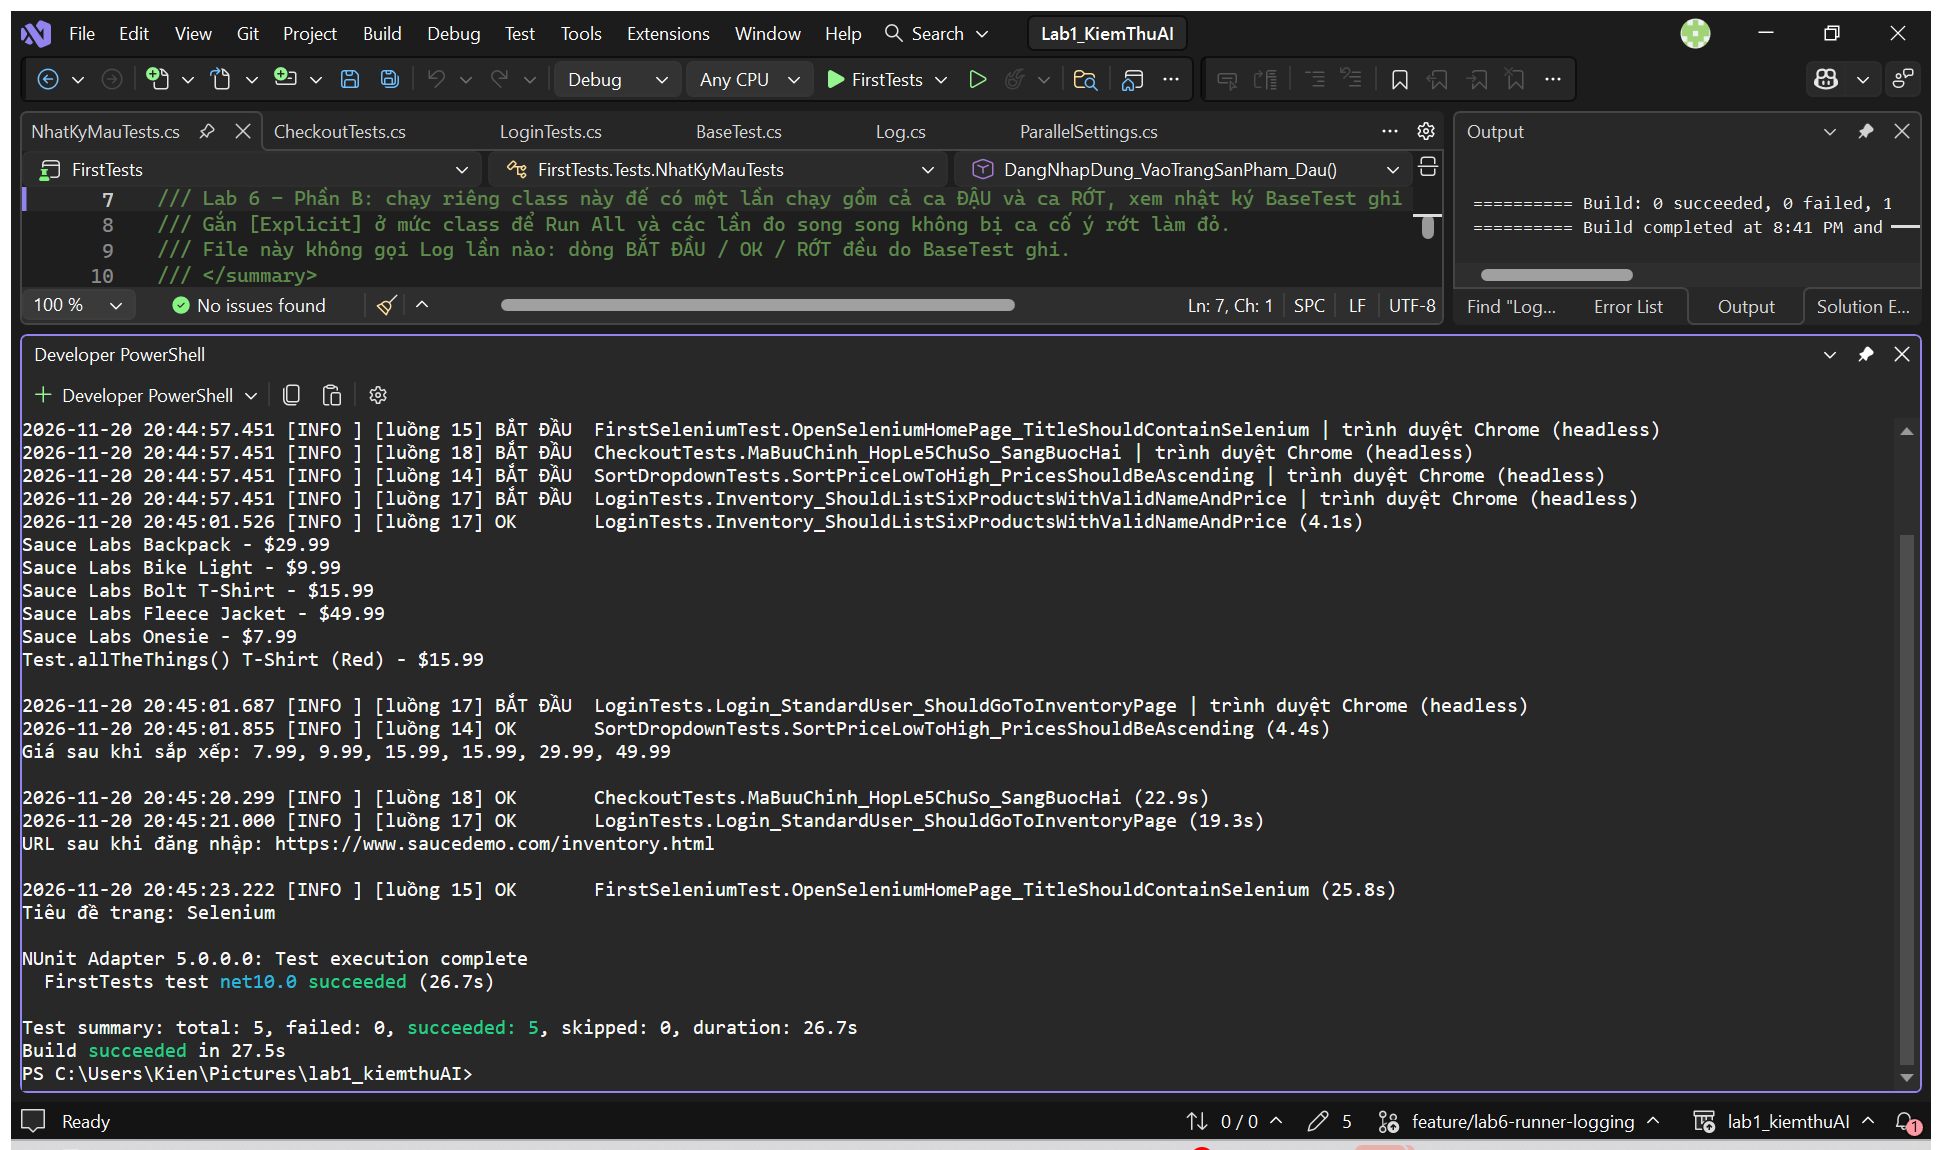 File Edit View Git Project Build Debug Test Tools Extensions Window Help Search Lab1_KiemThuAI
Debug Any CPU FirstTests
NhatKyMauTests.cs CheckoutTests.cs LoginTests.cs BaseTest.cs Log.cs ParallelSettings.cs
FirstTests FirstTests.Tests.NhatKyMauTests DangNhapDung_VaoTrangSanPham_Dau()
7 /// Lab 6 – Phần B: chạy riêng class này để có một lần chạy gồm cả ca ĐẬU và ca RỚT, xem nhật ký BaseTest ghi
8 /// Gắn [Explicit] ở mức class để Run All và các lần đo song song không bị ca cố ý rớt làm đỏ.
9 /// File này không gọi Log lần nào: dòng BẮT ĐẦU / OK / RỚT đều do BaseTest ghi.
10 /// </summary>
100 % No issues found Ln: 7, Ch: 1 SPC LF UTF-8
Output
========== Build: 0 succeeded, 0 failed, 1
========== Build completed at 8:41 PM and
Find "Log... Error List Output Solution E...
Developer PowerShell
Developer PowerShell
2026-11-20 20:44:57.451 [INFO ] [luồng 15] BẮT ĐẦU  FirstSeleniumTest.OpenSeleniumHomePage_TitleShouldContainSelenium | trình duyệt Chrome (headless)
2026-11-20 20:44:57.451 [INFO ] [luồng 18] BẮT ĐẦU  CheckoutTests.MaBuuChinh_HopLe5ChuSo_SangBuocHai | trình duyệt Chrome (headless)
2026-11-20 20:44:57.451 [INFO ] [luồng 14] BẮT ĐẦU  SortDropdownTests.SortPriceLowToHigh_PricesShouldBeAscending | trình duyệt Chrome (headless)
2026-11-20 20:44:57.451 [INFO ] [luồng 17] BẮT ĐẦU  LoginTests.Inventory_ShouldListSixProductsWithValidNameAndPrice | trình duyệt Chrome (headless)
2026-11-20 20:45:01.526 [INFO ] [luồng 17] OK       LoginTests.Inventory_ShouldListSixProductsWithValidNameAndPrice (4.1s)
Sauce Labs Backpack - $29.99
Sauce Labs Bike Light - $9.99
Sauce Labs Bolt T-Shirt - $15.99
Sauce Labs Fleece Jacket - $49.99
Sauce Labs Onesie - $7.99
Test.allTheThings() T-Shirt (Red) - $15.99
2026-11-20 20:45:01.687 [INFO ] [luồng 17] BẮT ĐẦU  LoginTests.Login_StandardUser_ShouldGoToInventoryPage | trình duyệt Chrome (headless)
2026-11-20 20:45:01.855 [INFO ] [luồng 14] OK       SortDropdownTests.SortPriceLowToHigh_PricesShouldBeAscending (4.4s)
Giá sau khi sắp xếp: 7.99, 9.99, 15.99, 15.99, 29.99, 49.99
2026-11-20 20:45:20.299 [INFO ] [luồng 18] OK       CheckoutTests.MaBuuChinh_HopLe5ChuSo_SangBuocHai (22.9s)
2026-11-20 20:45:21.000 [INFO ] [luồng 17] OK       LoginTests.Login_StandardUser_ShouldGoToInventoryPage (19.3s)
URL sau khi đăng nhập: https://www.saucedemo.com/inventory.html
2026-11-20 20:45:23.222 [INFO ] [luồng 15] OK       FirstSeleniumTest.OpenSeleniumHomePage_TitleShouldContainSelenium (25.8s)
Tiêu đề trang: Selenium
NUnit Adapter 5.0.0.0: Test execution complete
FirstTests test net10.0 succeeded (26.7s)
Test summary: total: 5, failed: 0, succeeded: 5, skipped: 0, duration: 26.7s
Build succeeded in 27.5s
PS C:\Users\Kien\Pictures\lab1_kiemthuAI>
Ready 0 / 0 5 feature/lab6-runner-logging lab1_kiemthuAI 1